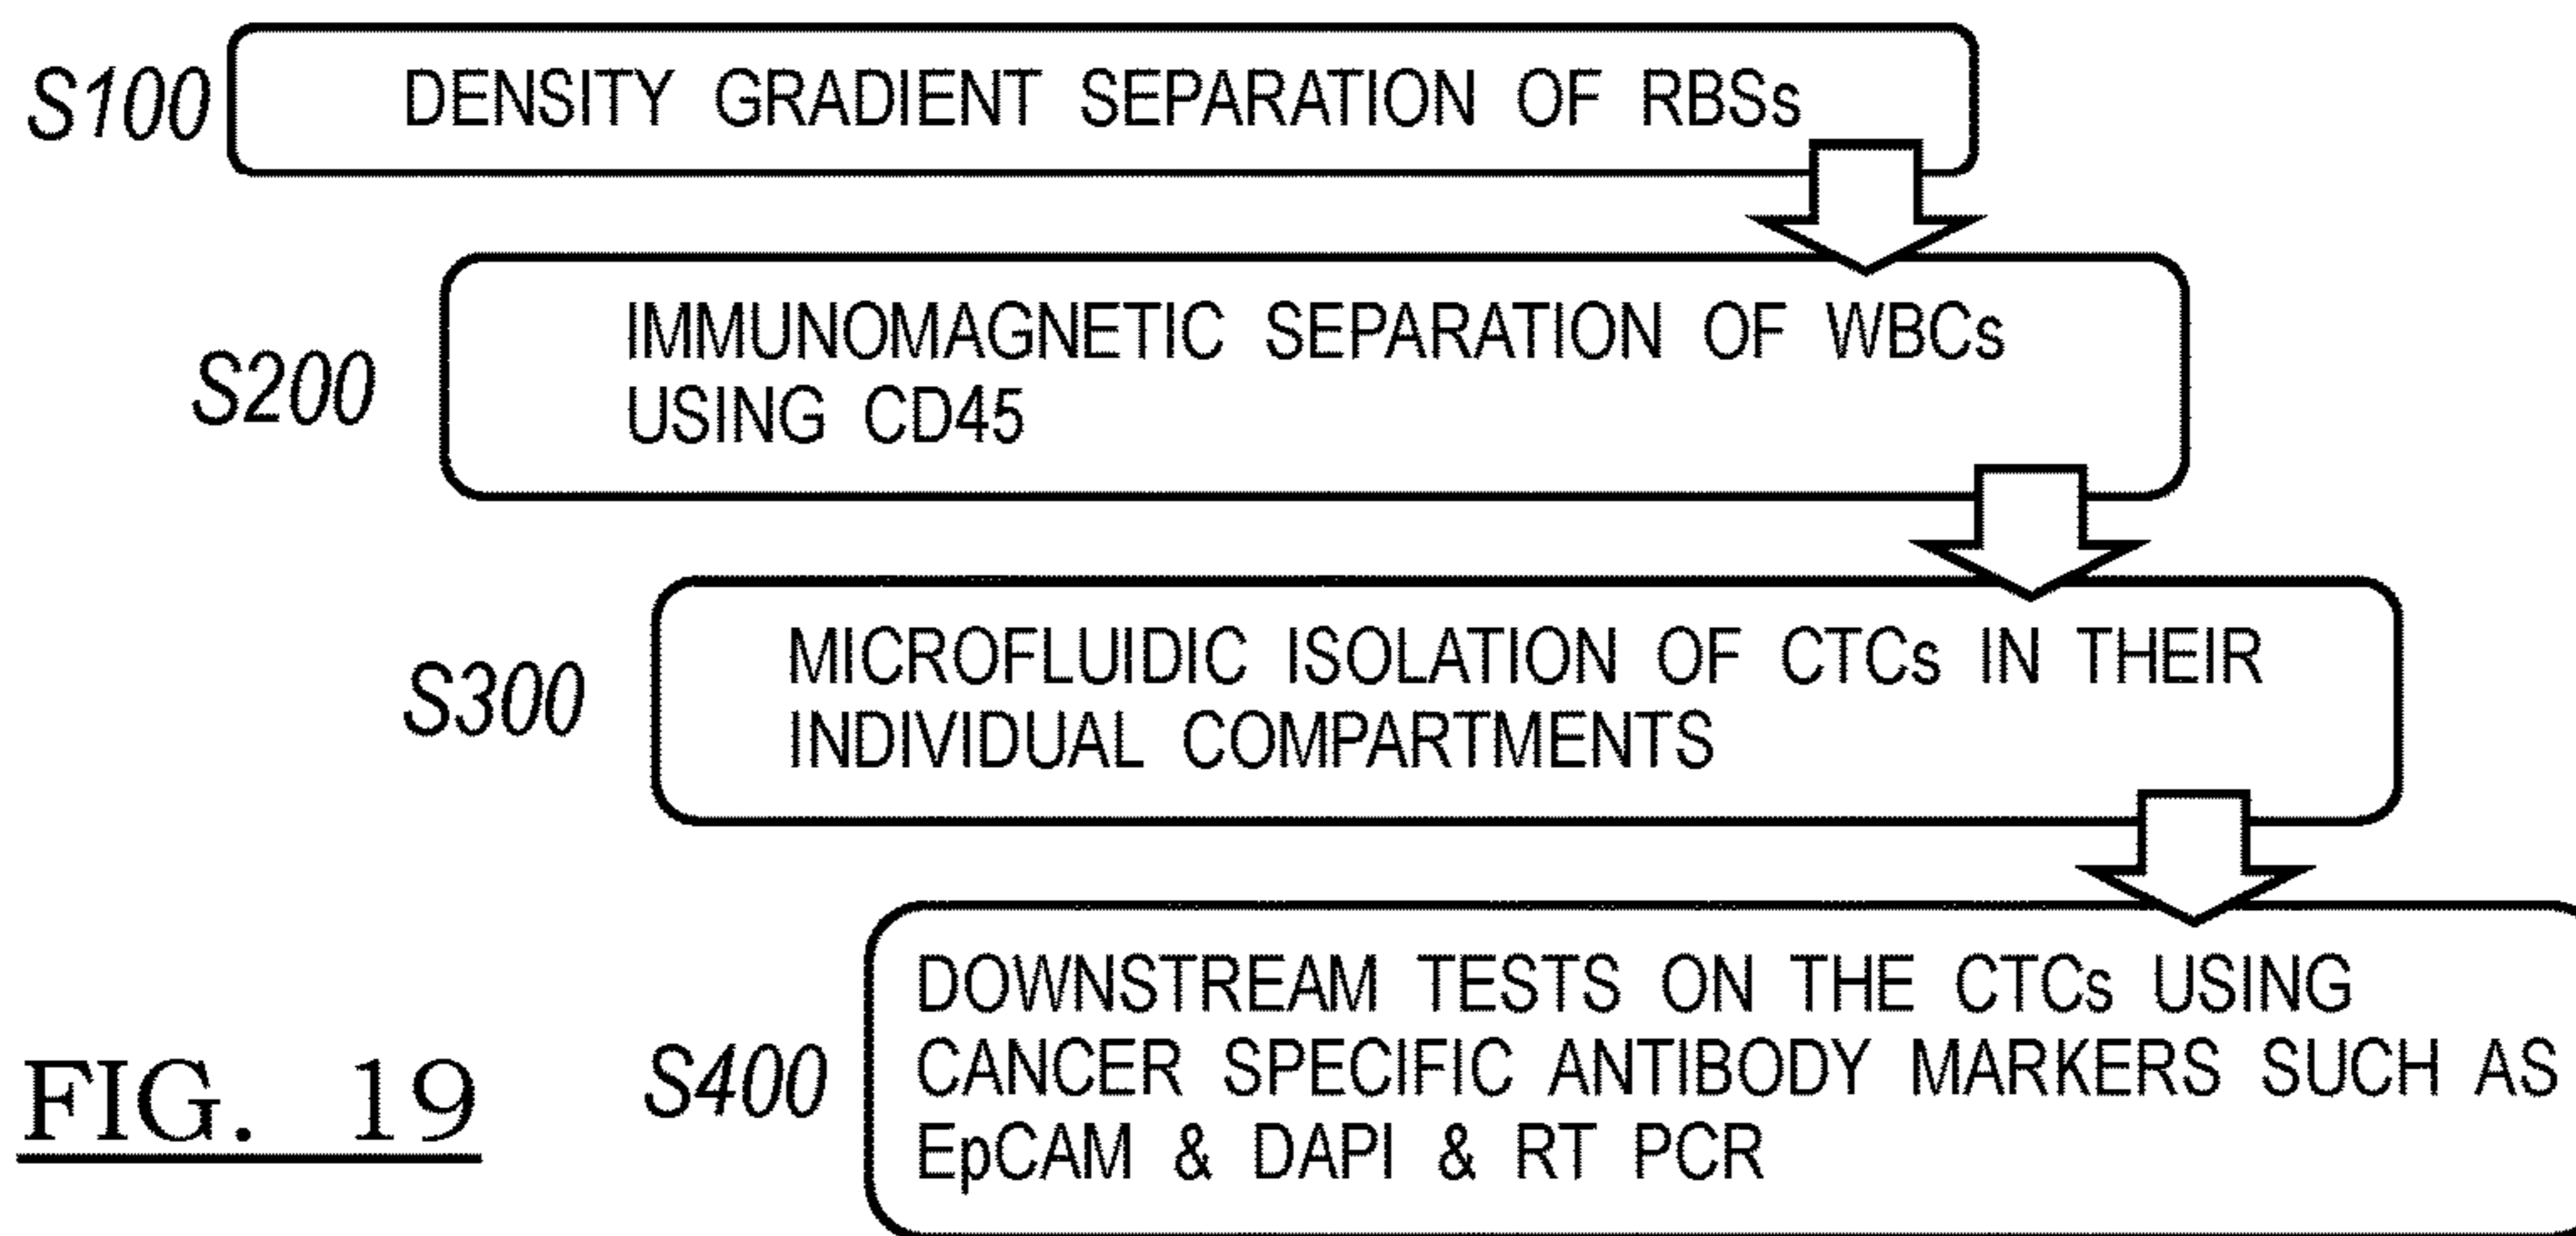 S100
DENSITY GRADIENT SEPARATION OF RBSs
S200
IMMUNOMAGNETIC SEPARATION OF WBCs
USING CD45
S300
MICROFLUIDIC ISOLATION OF CTCs IN THEIR
INDIVIDUAL COMPARTMENTS
S400
DOWNSTREAM TESTS ON THE CTCs USING
CANCER SPECIFIC ANTIBODY MARKERS SUCH AS
EpCAM & DAPI & RT PCR
FIG. 19